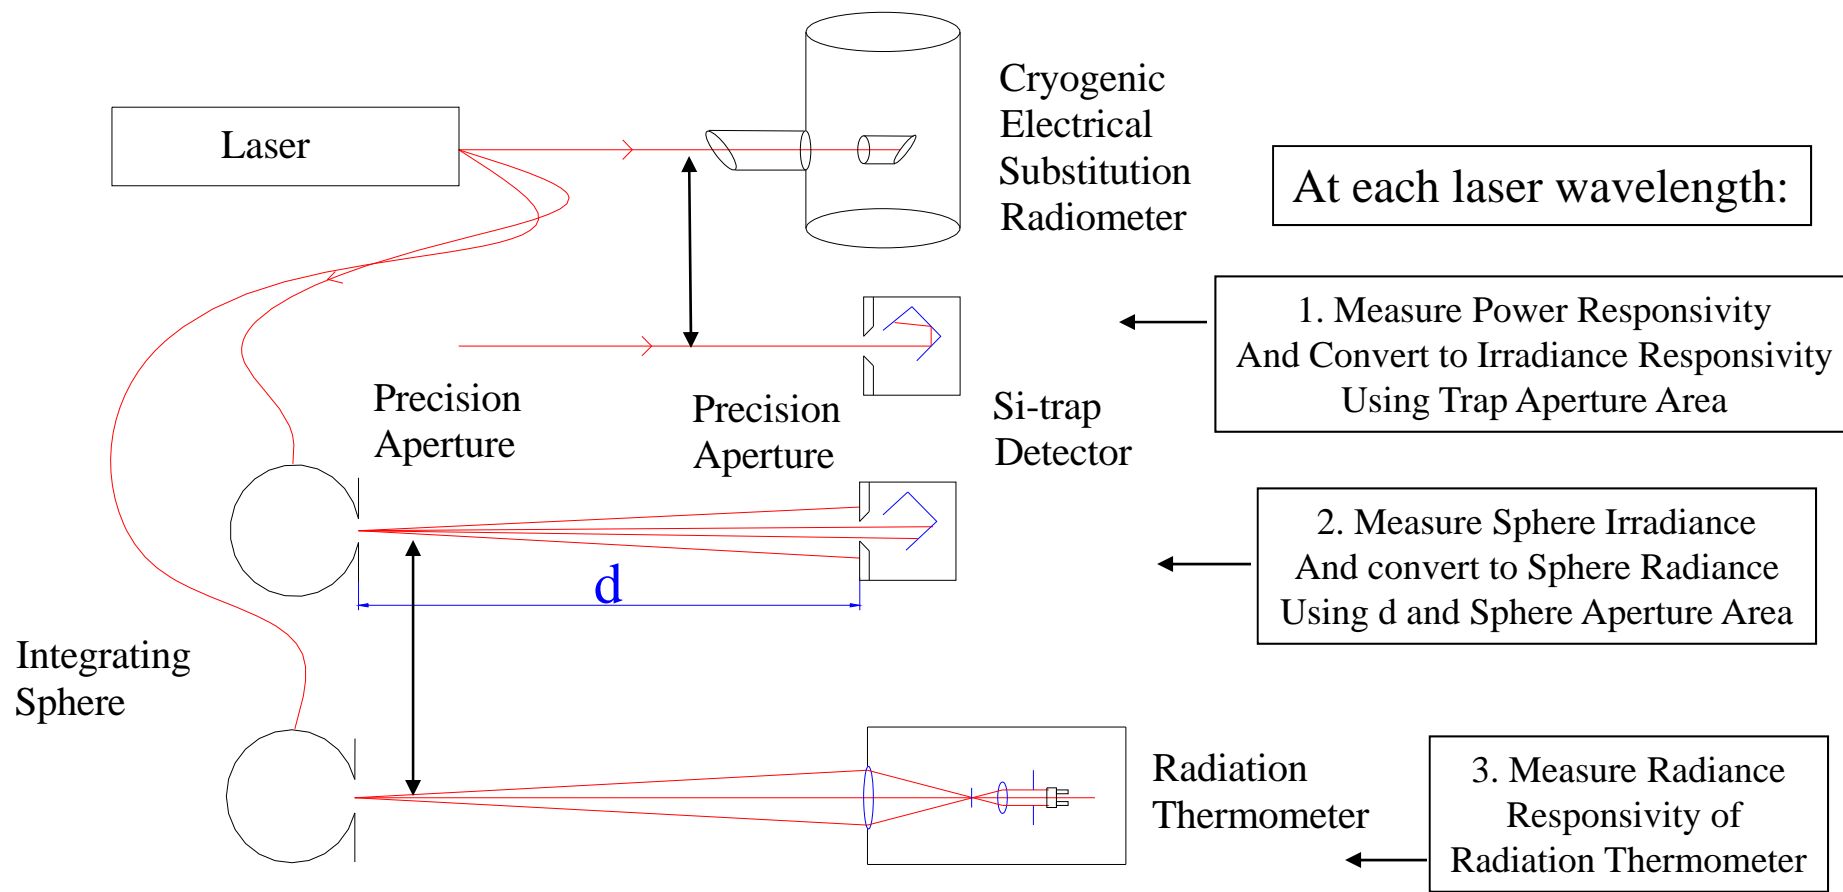 Laser
Cryogenic
Electrical
Substitution
Radiometer
At each laser wavelength:
1. Measure Power Responsivity
And Convert to Irradiance Responsivity
Using Trap Aperture Area
Precision
Aperture
Precision
Aperture
Si-trap
Detector
2. Measure Sphere Irradiance
And convert to Sphere Radiance
Using d and Sphere Aperture Area
d
Integrating
Sphere
Radiation
Thermometer
3. Measure Radiance
Responsivity of
Radiation Thermometer